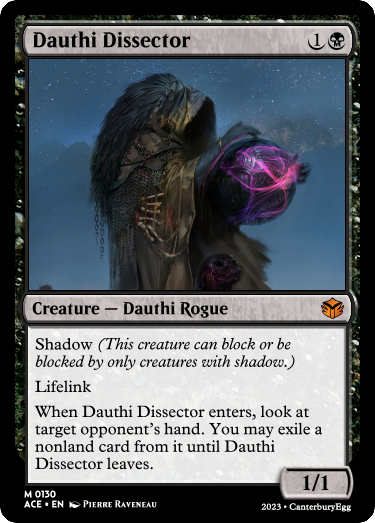 Dauthi Dissector 1
Creature — Dauthi Rogue
Shadow (This creature can block or be
blocked by only creatures with shadow.)
Lifelink
When Dauthi Dissector enters, look at
target opponent's hand. You may exile a
nonland card from it until Dauthi
Dissector leaves.
1/1
M 0130
ACE • EN Pierre Raveneau
2023 • CanterburyEgg